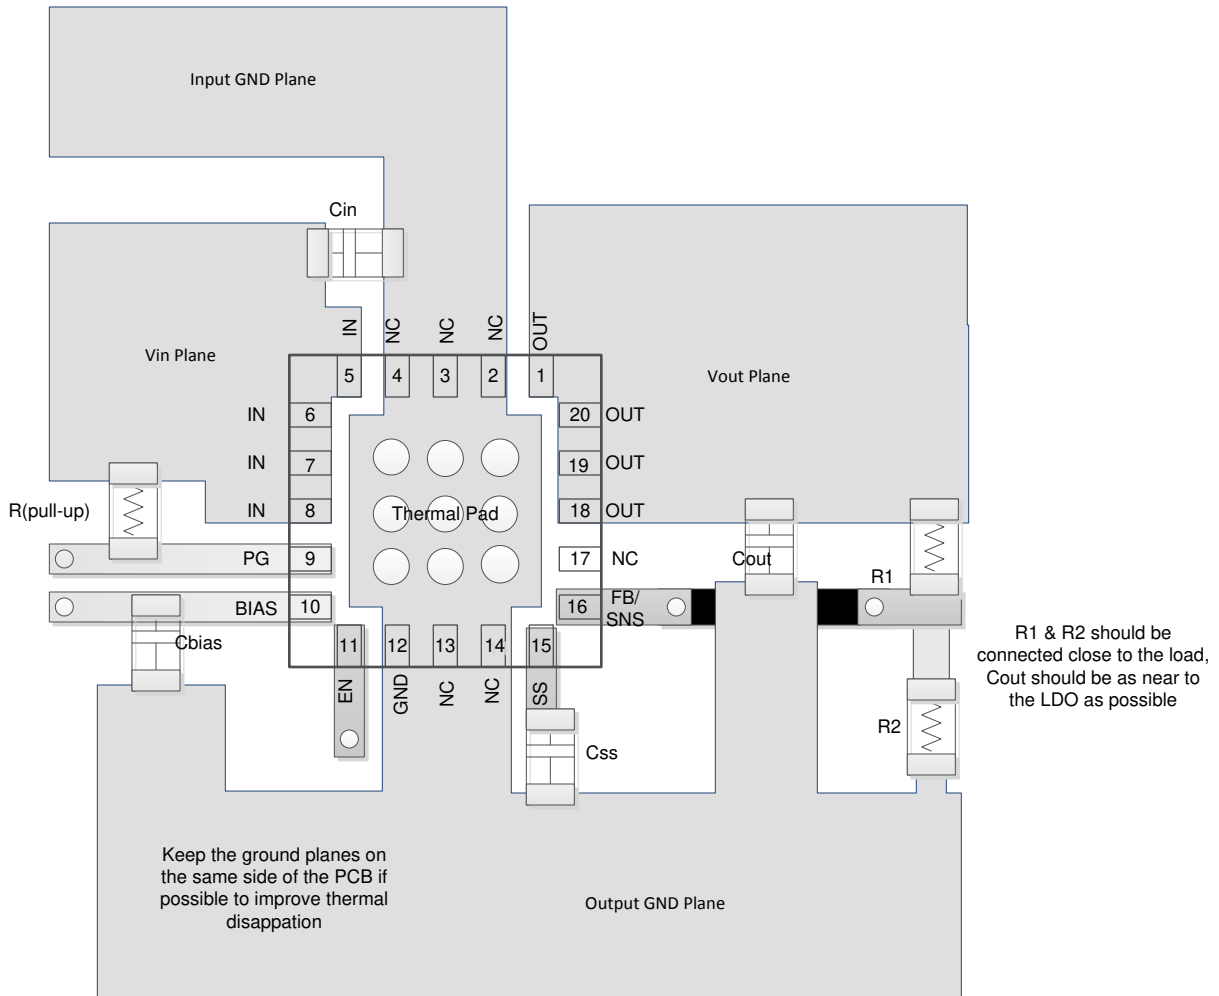 Input GND Plane
Cin
IN
NC
NC
NC
OUT
Vin Plane
Vout Plane
5
4
3
2
1
IN
6
20
OUT
IN
7
19
OUT
R(pull-up)
IN
8
Thermal Pad
18
OUT
PG
9
17
NC
Cout
R1
BIAS
10
16
FB/
SNS
Cbias
11
12
13
14
15
EN
GND
NC
NC
SS
R1 & R2 should be
connected close to the load,
Cout should be as near to
the LDO as possible
R2
Css
Keep the ground planes on
the same side of the PCB if
possible to improve thermal
disappation
Output GND Plane